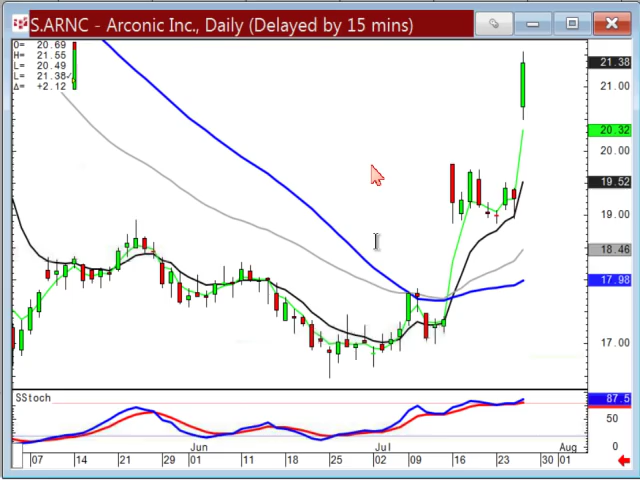 S.ARNC - Arconic Inc., Daily (Delayed by 15 mins)
O= 20.69
H= 21.55
L= 20.49
L= 21.38✓
Δ= +2.12
21.38
21.00
20.32
20.00
19.52
19.00
18.46
17.98
17.00
SStoch
87.5
50
0
Jun Jul Aug
07 14 21 29 01 11 18 25 02 09 16 23 30 01